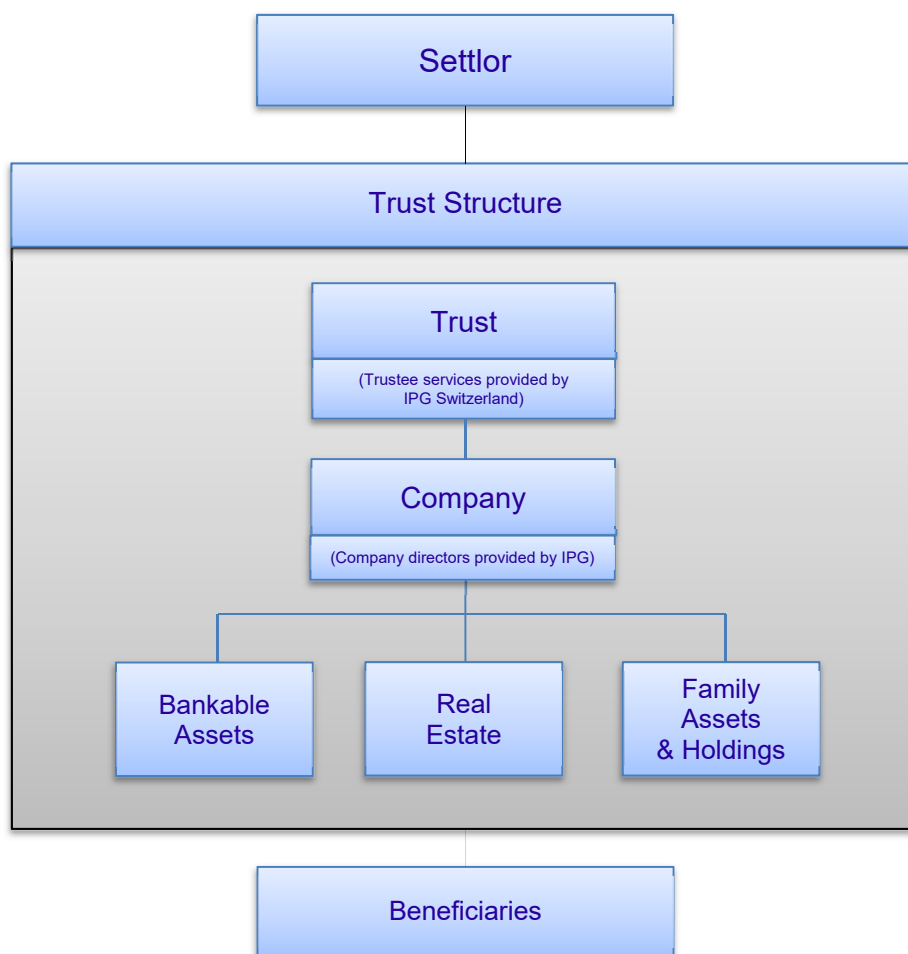 Settlor
Trust Structure
Trust
(Trustee services provided by
IPG Switzerland)
Company
(Company directors provided by IPG)
Bankable
Assets
Real
Estate
Family
Assets
& Holdings
Beneficiaries